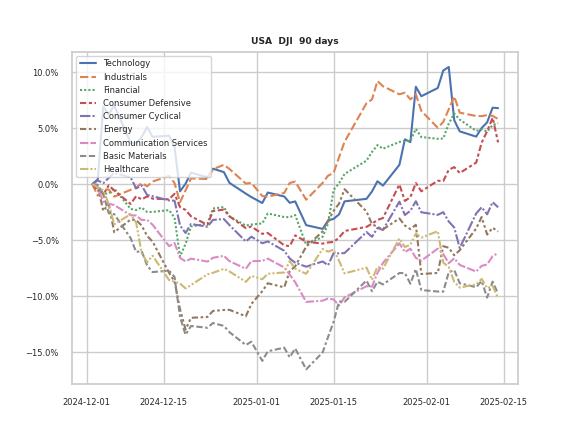 USA  DJI  90 days
10.0%
5.0%
0.0%
−5.0%
−10.0%
−15.0%
Technology
Industrials
Financial
Consumer Defensive
Consumer Cyclical
Energy
Communication Services
Basic Materials
Healthcare
2024-12-01
2024-12-15
2025-01-01
2025-01-15
2025-02-01
2025-02-15